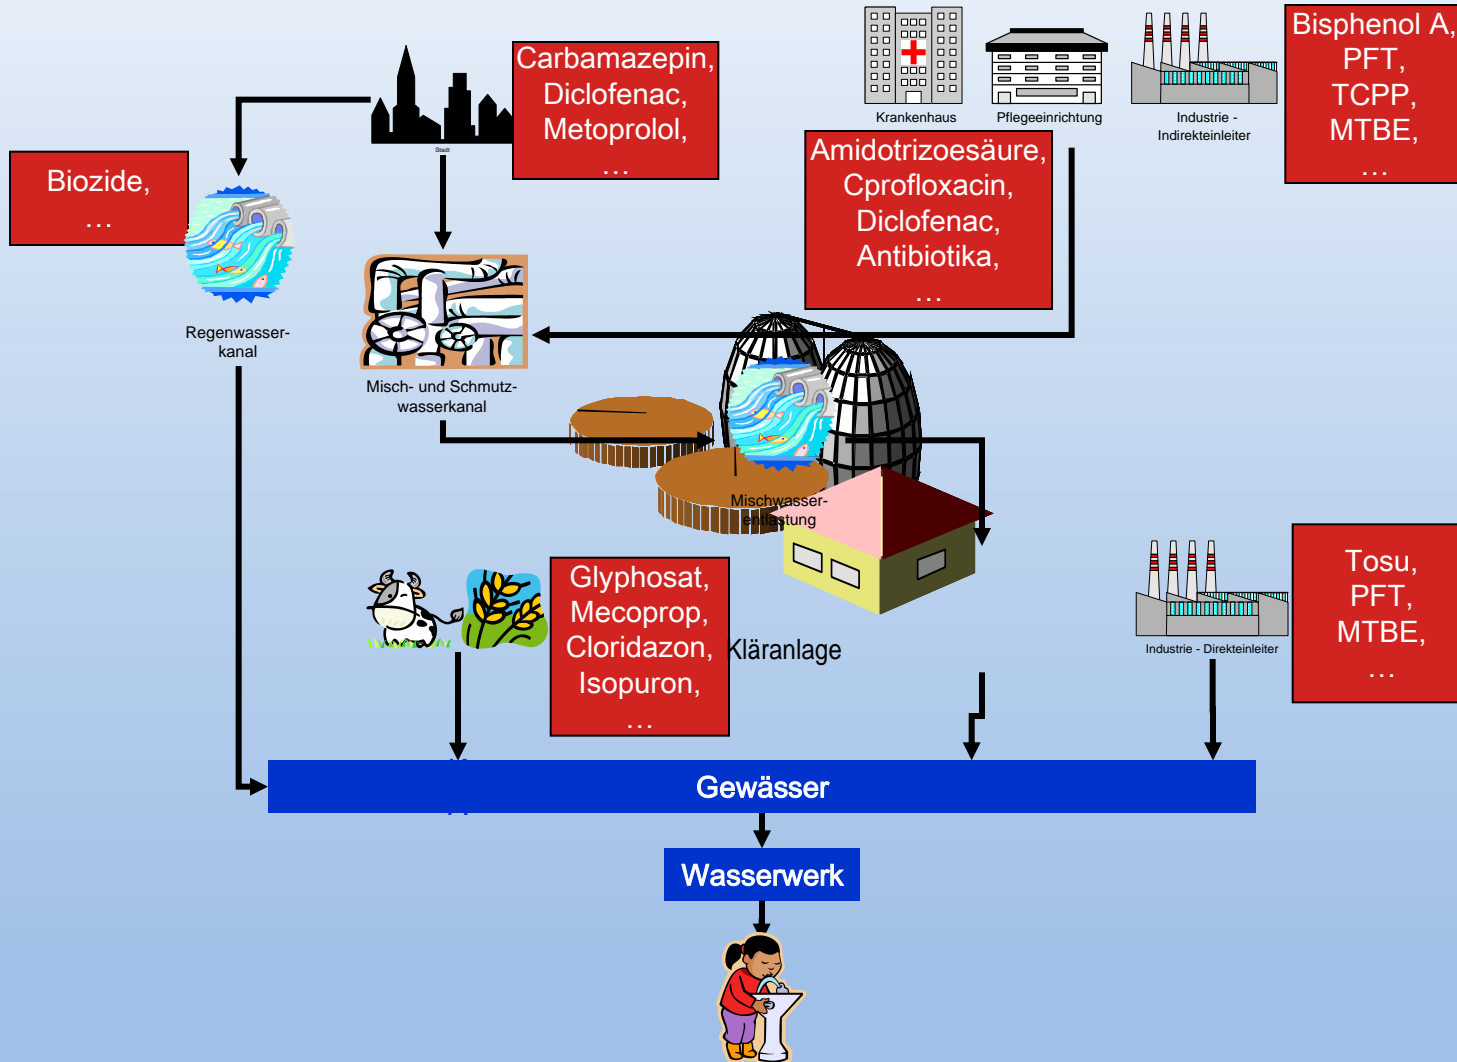 Carbamazepin,
Diclofenac,
Metoprolol,
...
Stadt
Krankenhaus
Pflegeeinrichtung
Industrie -
Indirekteinleiter
Bisphenol A,
PFT,
TCPP,
MTBE,
...
Biozide,
...
Amidotrizoesäure,
Cprofloxacin,
Diclofenac,
Antibiotika,
...
Regenwasser-
kanal
Misch- und Schmutz-
wasserkanal
Mischwasser-
entlastung
Glyphosat,
Mecoprop,
Cloridazon,
Isopuron,
...
Kläranlage
Industrie - Direkteinleiter
Tosu,
PFT,
MTBE,
...
Gewässer
Wasserwerk